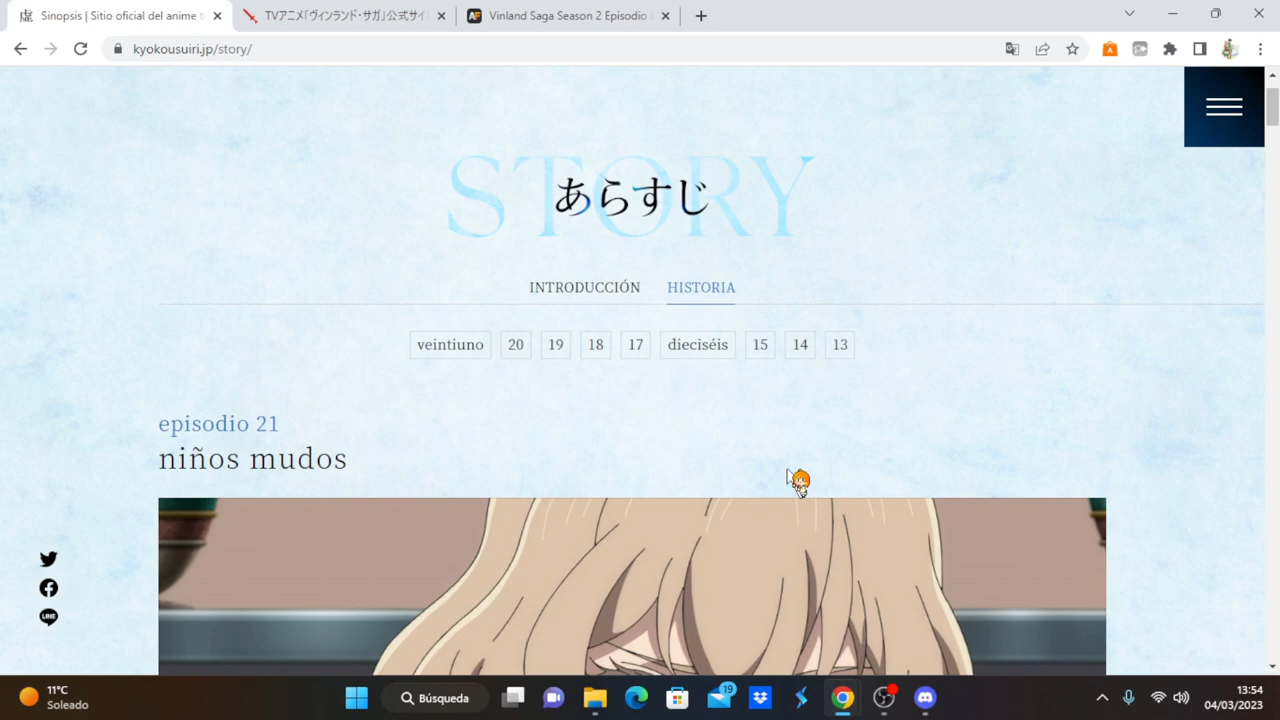 Sinopsis | Sitio oficial del anime t
TVアニメ「ヴィンランド・サガ」公式サイ
Vinland Saga Season 2 Episodio
kyokousuiri.jp/story/
STORY
あらすじ
INTRODUCCIÓN HISTORIA
veintiuno 20 19 18 17 dieciséis 15 14 13
episodio 21
niños mudos
LINE
11°C
Soleado
Búsqueda
19
13:54
04/03/2023